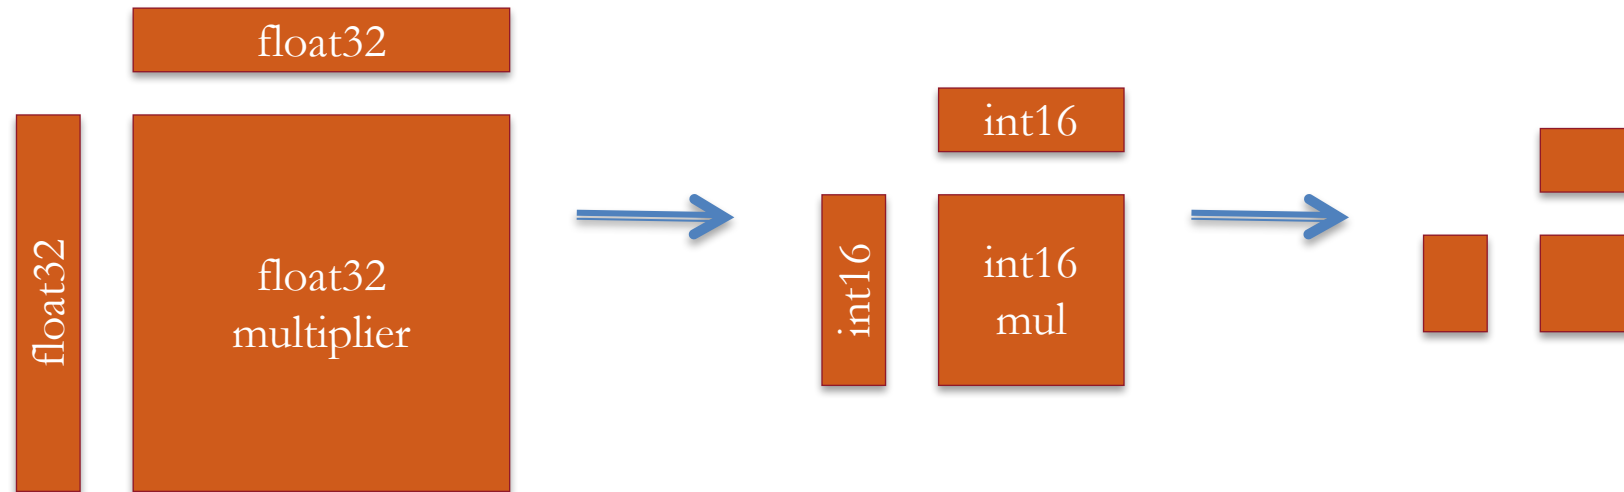 float32
float32
float32
multiplier
int16
int16
int16
mul